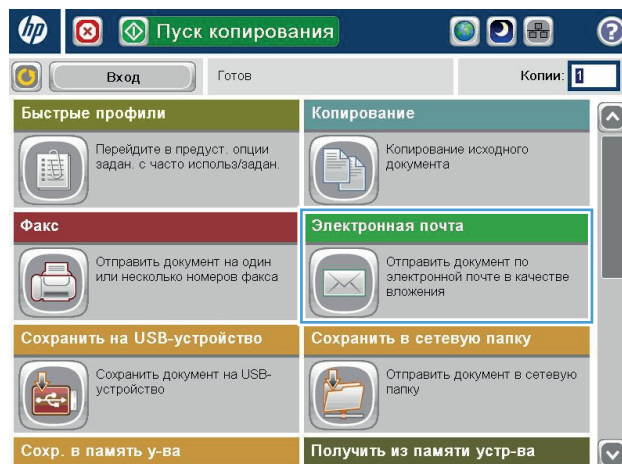 hp
Пуск копирования
?
Вход
Готов
Копии: 1
Быстрые профили
Перейдите в предуст. опции
задан. с часто использ/задан.
Копирование
Копирование исходного
документа
Факс
Отправить документ на один
или несколько номеров факса
Электронная почта
Отправить документ по
электронной почте в качестве
вложения
Сохранить на USB-устройство
Сохранить документ на USB-
устройство
Сохранить в сетевую папку
Отправить документ в сетевую
папку
Сохр. в память у-ва
Получить из памяти устр-ва